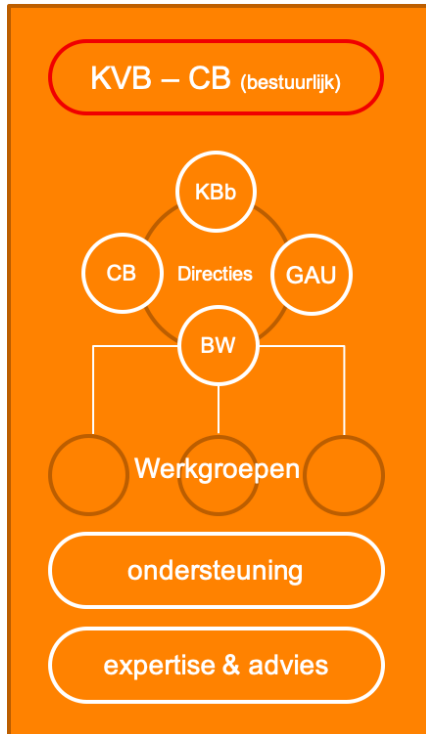 KVB – CB (bestuurlijk)
KBb
CB Directies GAU
BW
Werkgroepen
ondersteuning
expertise & advies